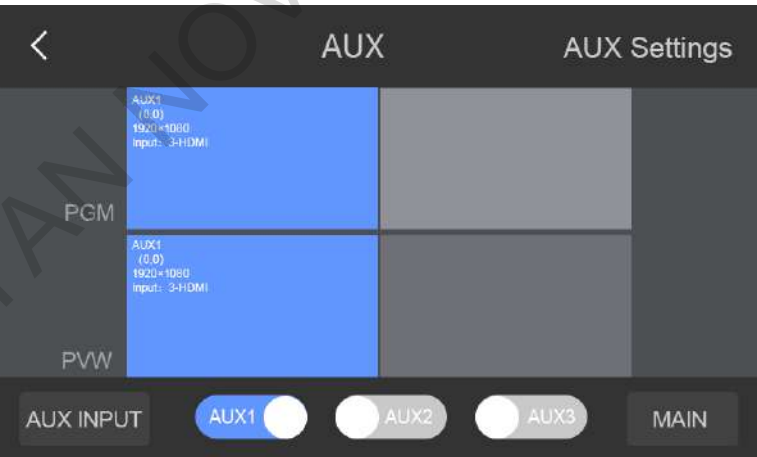 AUX
AUX Settings
AUX1
(0,0)
1920×1080
Input: 3-HDMI
PGM
AUX1
(0,0)
1920×1080
Input: 3-HDMI
PVW
AUX INPUT
AUX1
AUX2
AUX3
MAIN